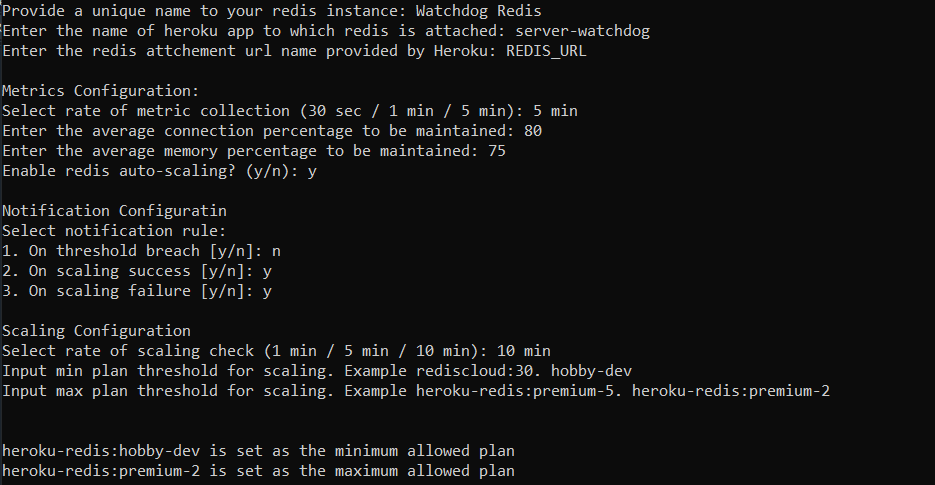 Provide a unique name to your redis instance: Watchdog Redis
Enter the name of heroku app to which redis is attached: server-watchdog
Enter the redis attchement url name provided by Heroku: REDIS_URL
Metrics Configuration:
Select rate of metric collection (30 sec / 1 min / 5 min): 5 min
Enter the average connection percentage to be maintained: 80
Enter the average memory percentage to be maintained: 75
Enable redis auto-scaling? (y/n): y
Notification Configuratin
Select notification rule:
1. On threshold breach [y/n]: n
2. On scaling success [y/n]: y
3. On scaling failure [y/n]: y
Scaling Configuration
Select rate of scaling check (1 min / 5 min / 10 min): 10 min
Input min plan threshold for scaling. Example rediscloud:30. hobby-dev
Input max plan threshold for scaling. Example heroku-redis:premium-5. heroku-redis:premium-2
heroku-redis:hobby-dev is set as the minimum allowed plan
heroku-redis:premium-2 is set as the maximum allowed plan